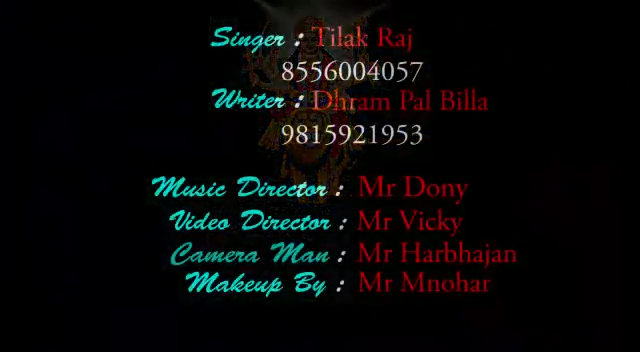 Singer : Tilak Raj
8556004057
Writer : Dhram Pal Billa
9815921953
Music Director : Mr Dony
Video Director : Mr Vicky
Camera Man : Mr Harbhajan
Makeup By : Mr Mnohar